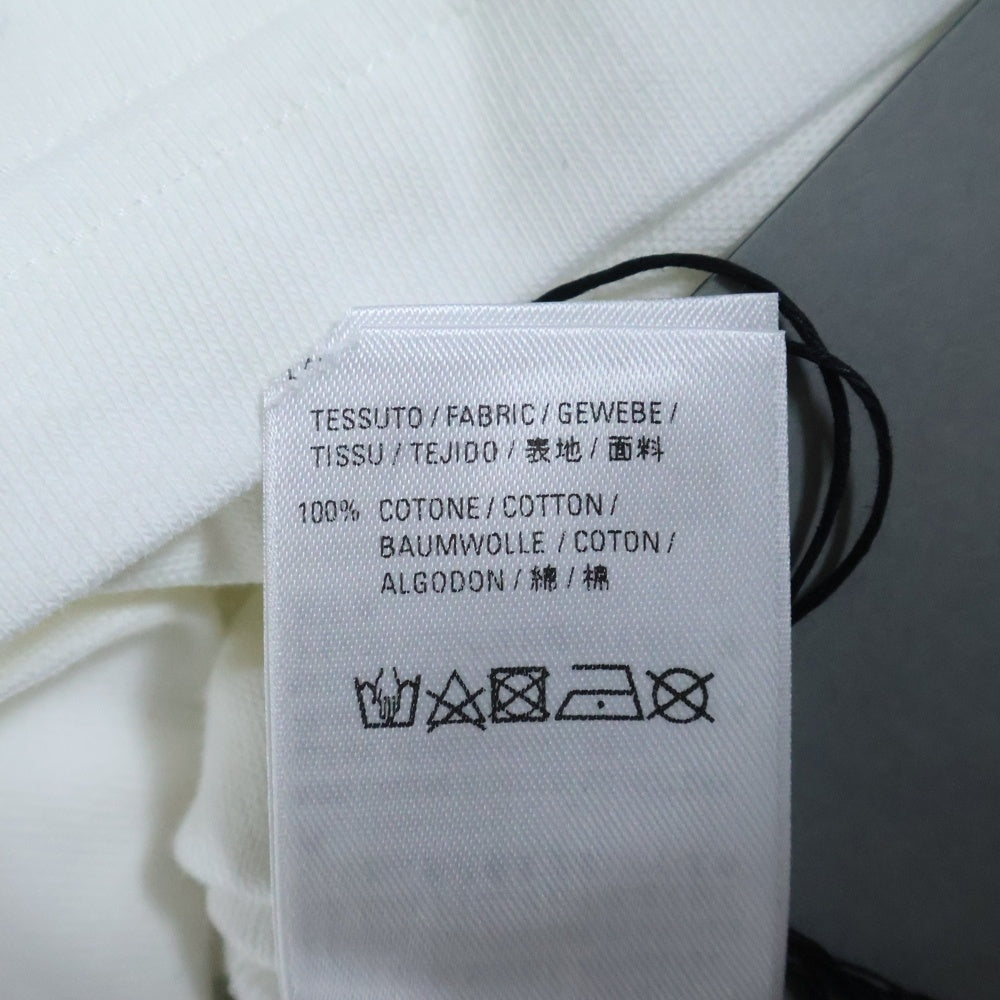 TESSUTO / FABRIC / GEWEBE /
TISSU / TEJIDO / 表地 / 面料
100% COTONE / COTTON /
BAUMWOLLE / COTON /
ALGODON / 綿 / 棉